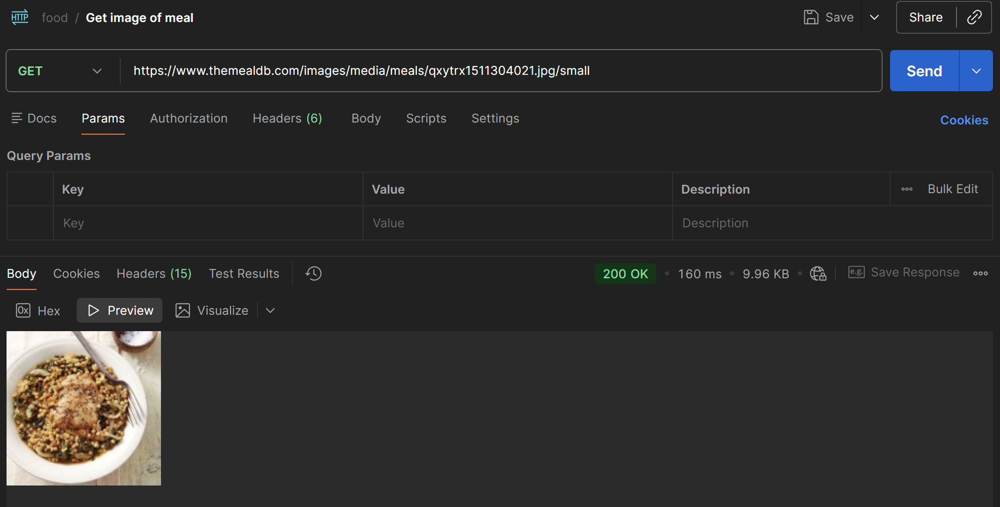 HTTP food / Get image of meal Save Share
GET https://www.themealdb.com/images/media/meals/qxytrx1511304021.jpg/small Send
Docs Params Authorization Headers (6) Body Scripts Settings Cookies
Query Params
Key Value Description ooo Bulk Edit
Key Value Description
Body Cookies Headers (15) Test Results 200 OK • 160 ms • 9.96 KB • e.g. Save Response ooo
0x Hex Preview Visualize